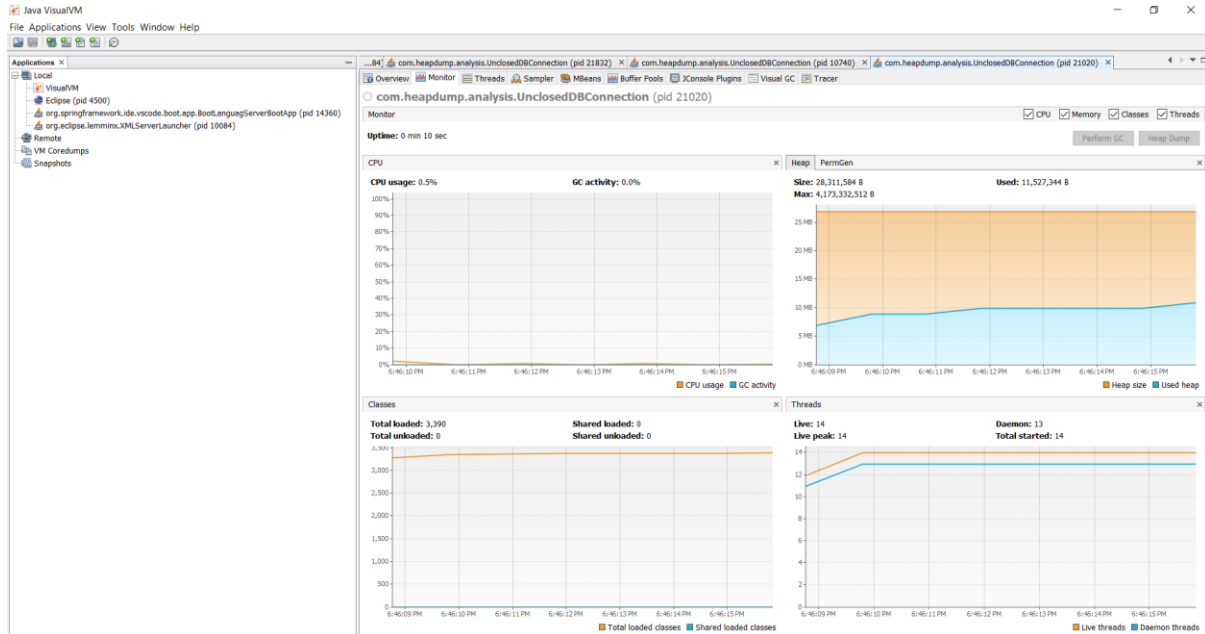 Java VisualVM
File Applications View Tools Window Help
Applications
Local
VisualVM
Eclipse (pid 4500)
org.springframework.ide.vscode.boot.app.BootLanguagServerBootApp (pid 14360)
org.eclipse.lemminx.XMLServerLauncher (pid 10084)
Remote
VM Coredumps
Snapshots
...84] com.heapdump.analysis.UnclosedDBConnection (pid 21832) com.heapdump.analysis.UnclosedDBConnection (pid 10740) com.heapdump.analysis.UnclosedDBConnection (pid 21020)
Overview Monitor Threads Sampler MBeans Buffer Pools JConsole Plugins Visual GC Tracer
com.heapdump.analysis.UnclosedDBConnection (pid 21020)
Monitor CPU Memory Classes Threads
Uptime: 0 min 10 sec
Perform GC Heap Dump
CPU
CPU usage: 0.5% GC activity: 0.0%
100%
90%
80%
70%
60%
50%
40%
30%
20%
10%
0%
6:46:10 PM 6:46:11 PM 6:46:12 PM 6:46:13 PM 6:46:14 PM 6:46:15 PM
CPU usage GC activity
Heap PermGen
Size: 28,311,584 B Used: 11,527,344 B
Max: 4,173,332,512 B
25 MB
20 MB
15 MB
10 MB
5 MB
0 MB
6:46:09 PM 6:46:10 PM 6:46:11 PM 6:46:12 PM 6:46:13 PM 6:46:14 PM 6:46:15 PM
Heap size Used heap
Classes
Total loaded: 3,390 Shared loaded: 0
Total unloaded: 0 Shared unloaded: 0
3,500
3,000
2,500
2,000
1,500
1,000
500
0
6:46:09 PM 6:46:10 PM 6:46:11 PM 6:46:12 PM 6:46:13 PM 6:46:14 PM 6:46:15 PM
Total loaded classes Shared loaded classes
Threads
Live: 14 Daemon: 13
Live peak: 14 Total started: 14
14
12
10
8
6
4
2
0
6:46:09 PM 6:46:10 PM 6:46:11 PM 6:46:12 PM 6:46:13 PM 6:46:14 PM 6:46:15 PM
Live threads Daemon threads